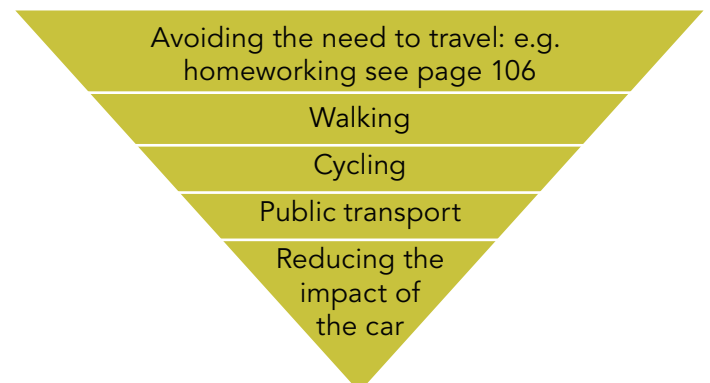 Avoiding the need to travel: e.g.
homeworking see page 106
Walking
Cycling
Public transport
Reducing the
impact of
the car